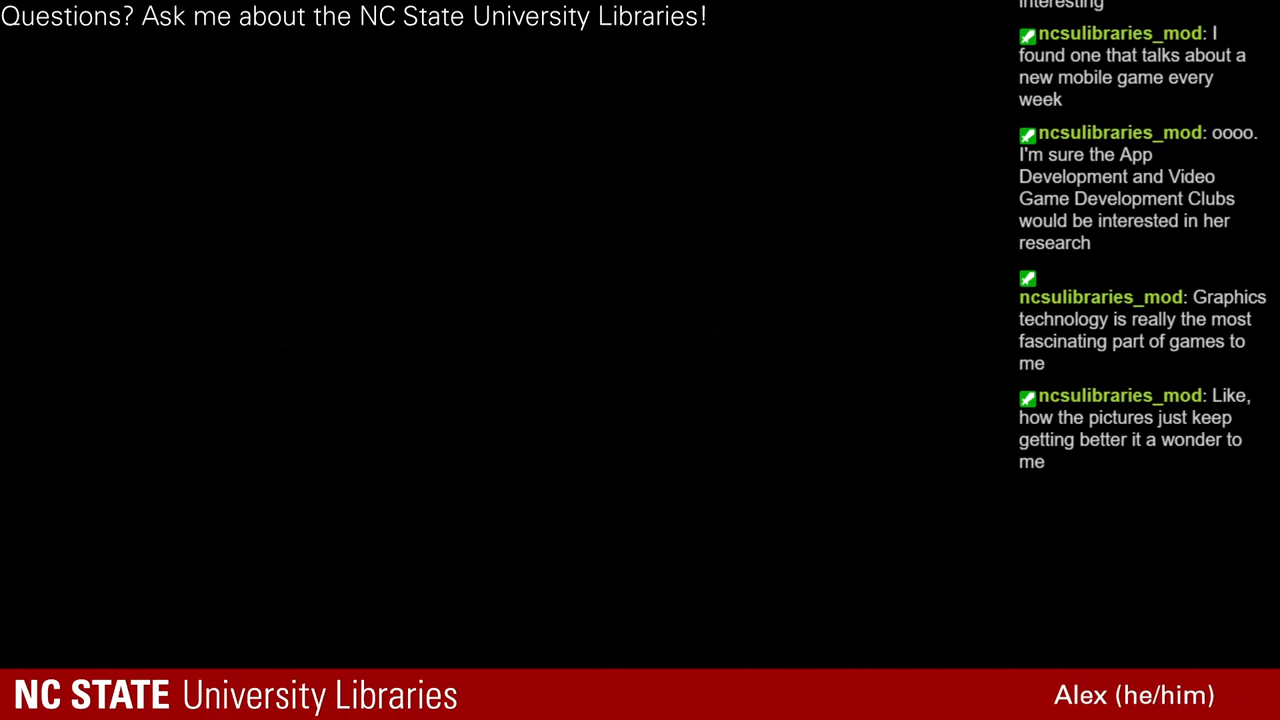 Questions? Ask me about the NC State University Libraries!
interesting
ncsulibraries_mod: I
found one that talks about a
new mobile game every
week
ncsulibraries_mod: oooo.
I'm sure the App
Development and Video
Game Development Clubs
would be interested in her
research
ncsulibraries_mod: Graphics
technology is really the most
fascinating part of games to
me
ncsulibraries_mod: Like,
how the pictures just keep
getting better it a wonder to
me
NC STATE University Libraries
Alex (he/him)